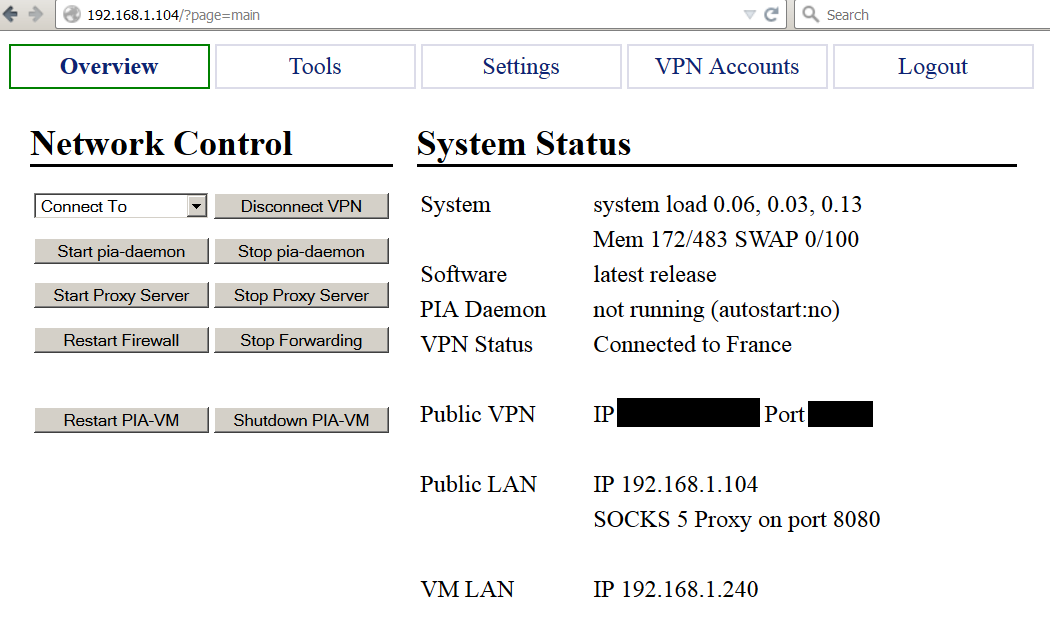 192.168.1.104/?page=main
Search
Overview Tools Settings VPN Accounts Logout
Network Control
Connect To Disconnect VPN
Start pia-daemon Stop pia-daemon
Start Proxy Server Stop Proxy Server
Restart Firewall Stop Forwarding
Restart PIA-VM Shutdown PIA-VM
System Status
System system load 0.06, 0.03, 0.13
Mem 172/483 SWAP 0/100
Software latest release
PIA Daemon not running (autostart:no)
VPN Status Connected to France
Public VPN IP Port
Public LAN IP 192.168.1.104
SOCKS 5 Proxy on port 8080
VM LAN IP 192.168.1.240